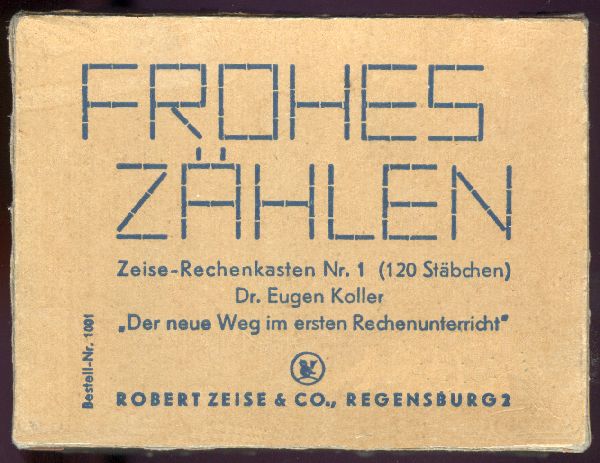 FROHES
ZÄHLEN
Zeise-Rechenkasten Nr. 1 (120 Stäbchen)
Dr. Eugen Koller
„Der neue Weg im ersten Rechenunterricht"
Bestell-Nr. 1001
ROBERT ZEISE & CO., REGENSBURG 2